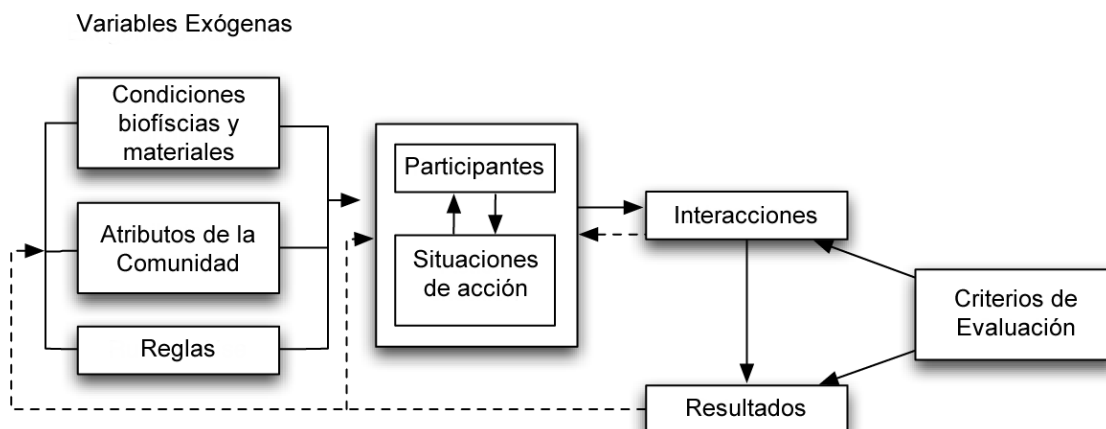 Variables Exógenas
Condiciones
biofíscias y
materiales
Atributos de la
Comunidad
Reglas
Participantes
Situaciones
de acción
Interacciones
Resultados
Criterios de
Evaluación